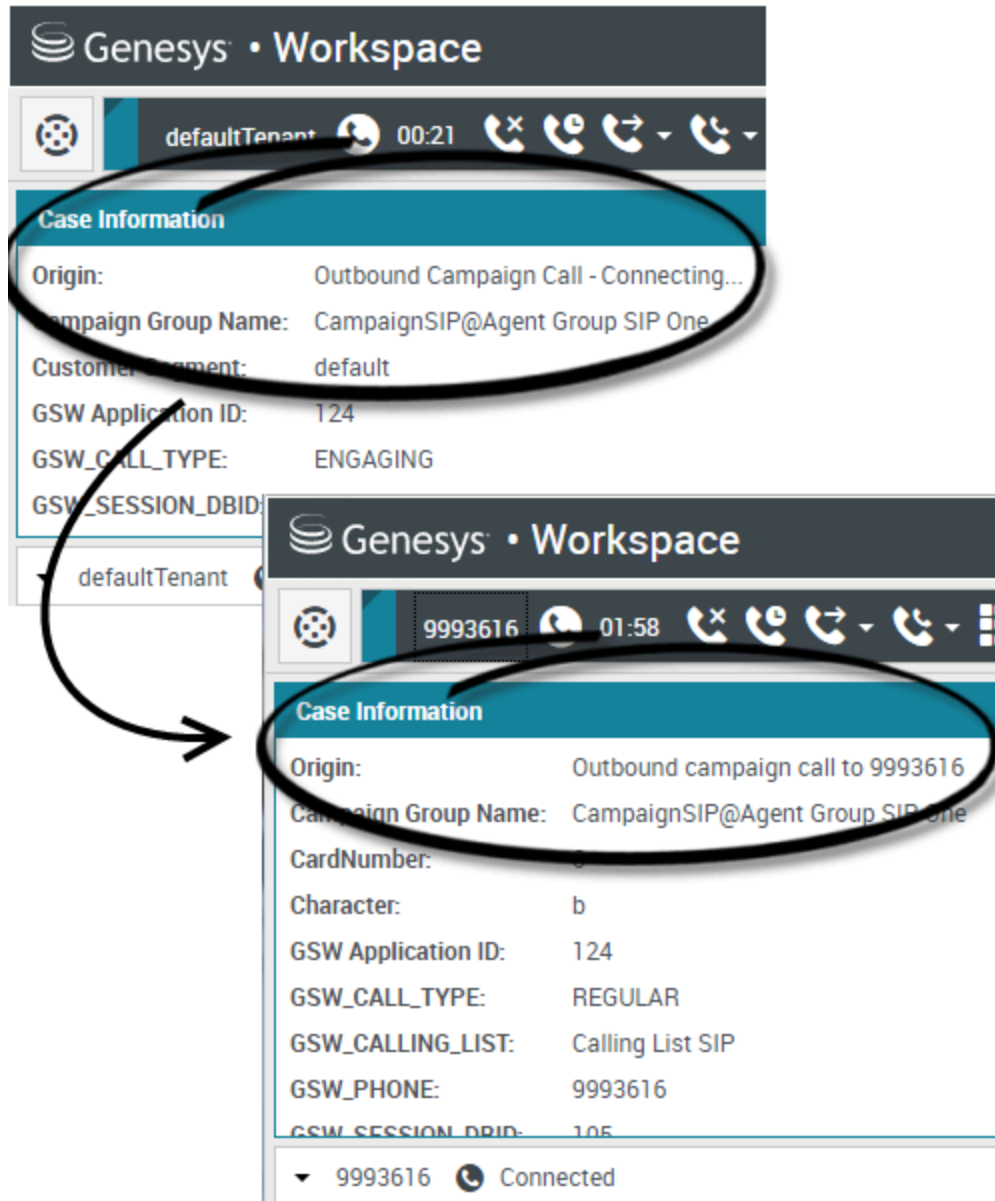 Genesys • Workspace
defaultTenant 00:21
Case Information
Origin: Outbound Campaign Call - Connecting...
Campaign Group Name: CampaignSIP@Agent Group SIP One
Customer Segment: default
GSW Application ID: 124
GSW_CALL_TYPE: ENGAGING
GSW_SESSION_DBID:
defaultTenant
Genesys • Workspace
9993616 01:58
Case Information
Origin: Outbound campaign call to 9993616
Campaign Group Name: CampaignSIP@Agent Group SIP One
CardNumber:
Character: b
GSW Application ID: 124
GSW_CALL_TYPE: REGULAR
GSW_CALLING_LIST: Calling List SIP
GSW_PHONE: 9993616
GSW_SESSION_DBID: 105
9993616 Connected